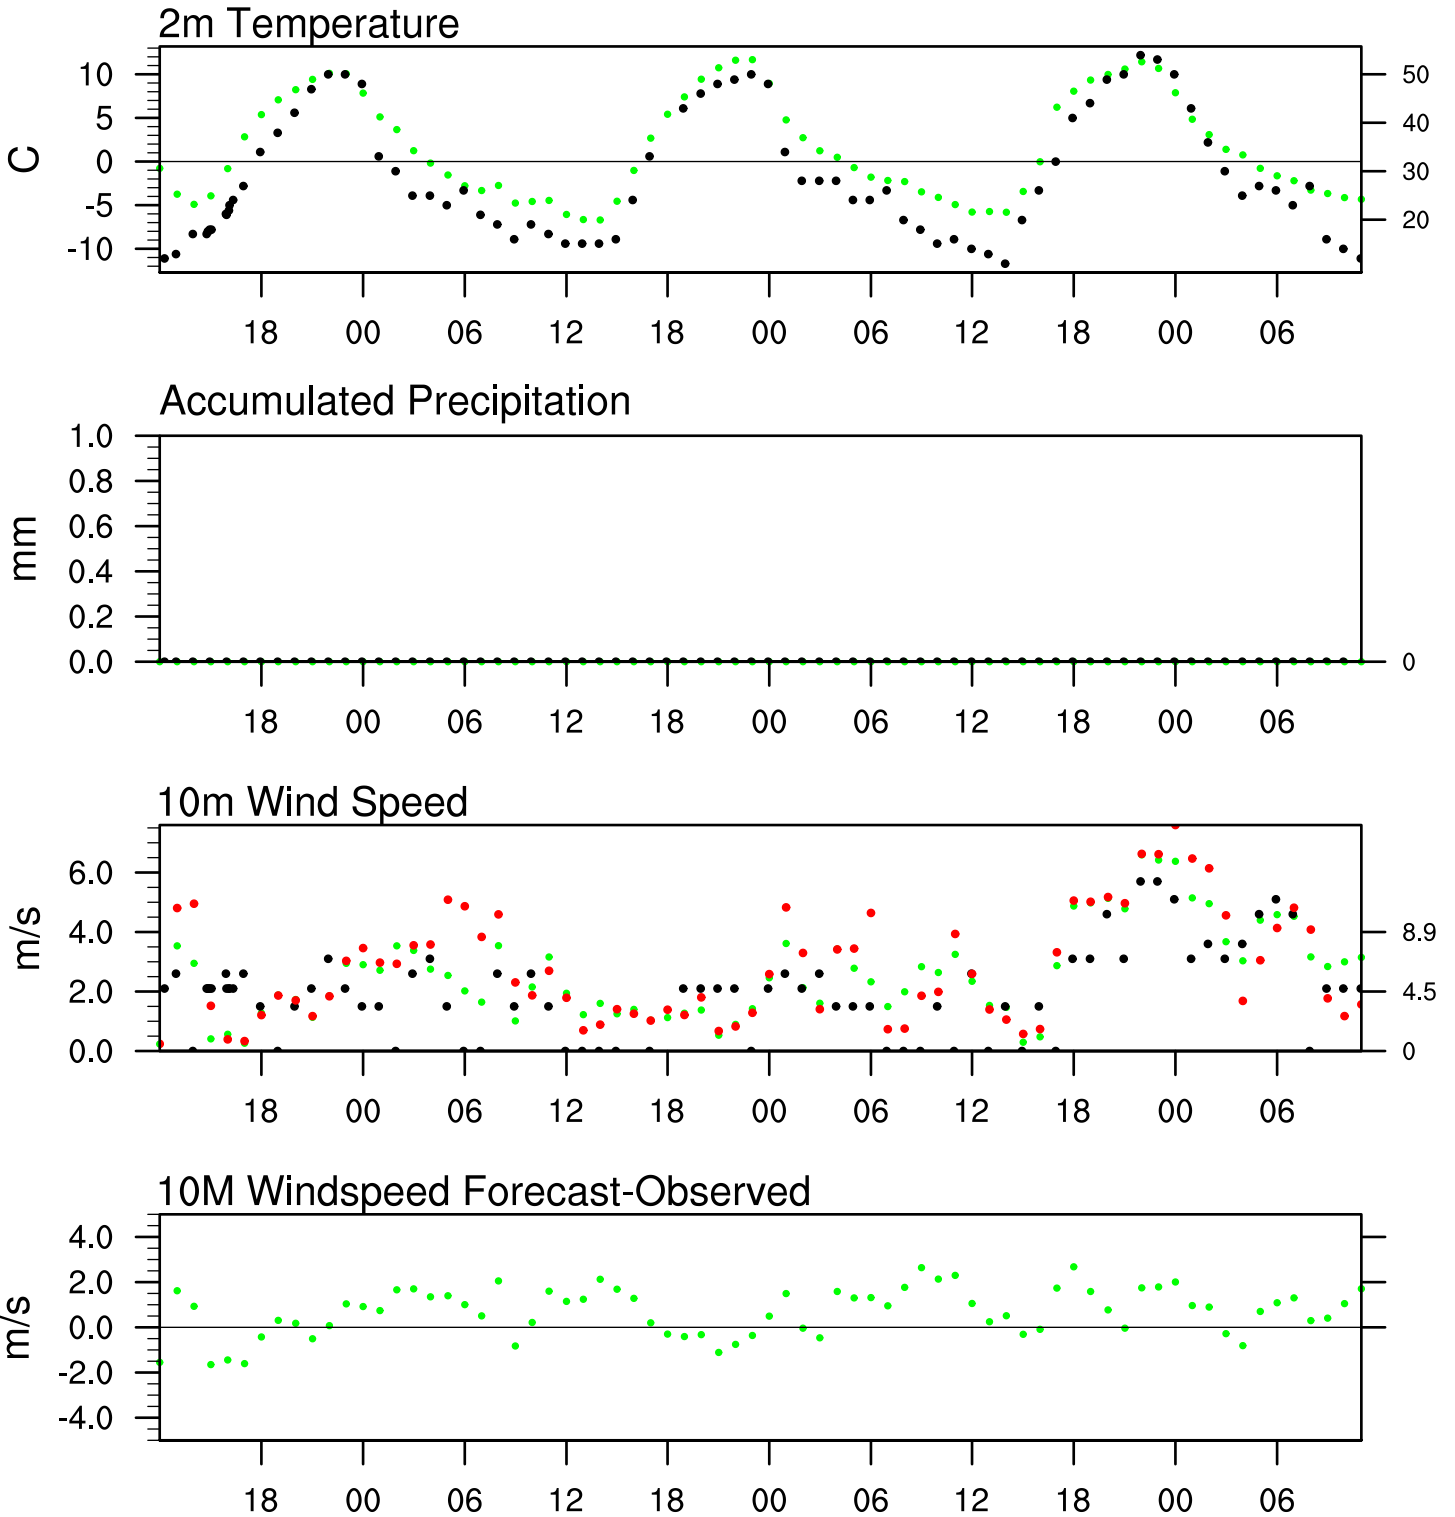 2m Temperature
10
5
0
-5
-10
C
50
40
30
20
18 00 06 12 18 00 06 12 18 00 06
Accumulated Precipitation
1.0
0.8
0.6
0.4
0.2
0.0
mm
0
18 00 06 12 18 00 06 12 18 00 06
10m Wind Speed
6.0
4.0
2.0
0.0
m/s
8.9
4.5
0
18 00 06 12 18 00 06 12 18 00 06
10M Windspeed Forecast-Observed
4.0
2.0
0.0
-2.0
-4.0
m/s
18 00 06 12 18 00 06 12 18 00 06